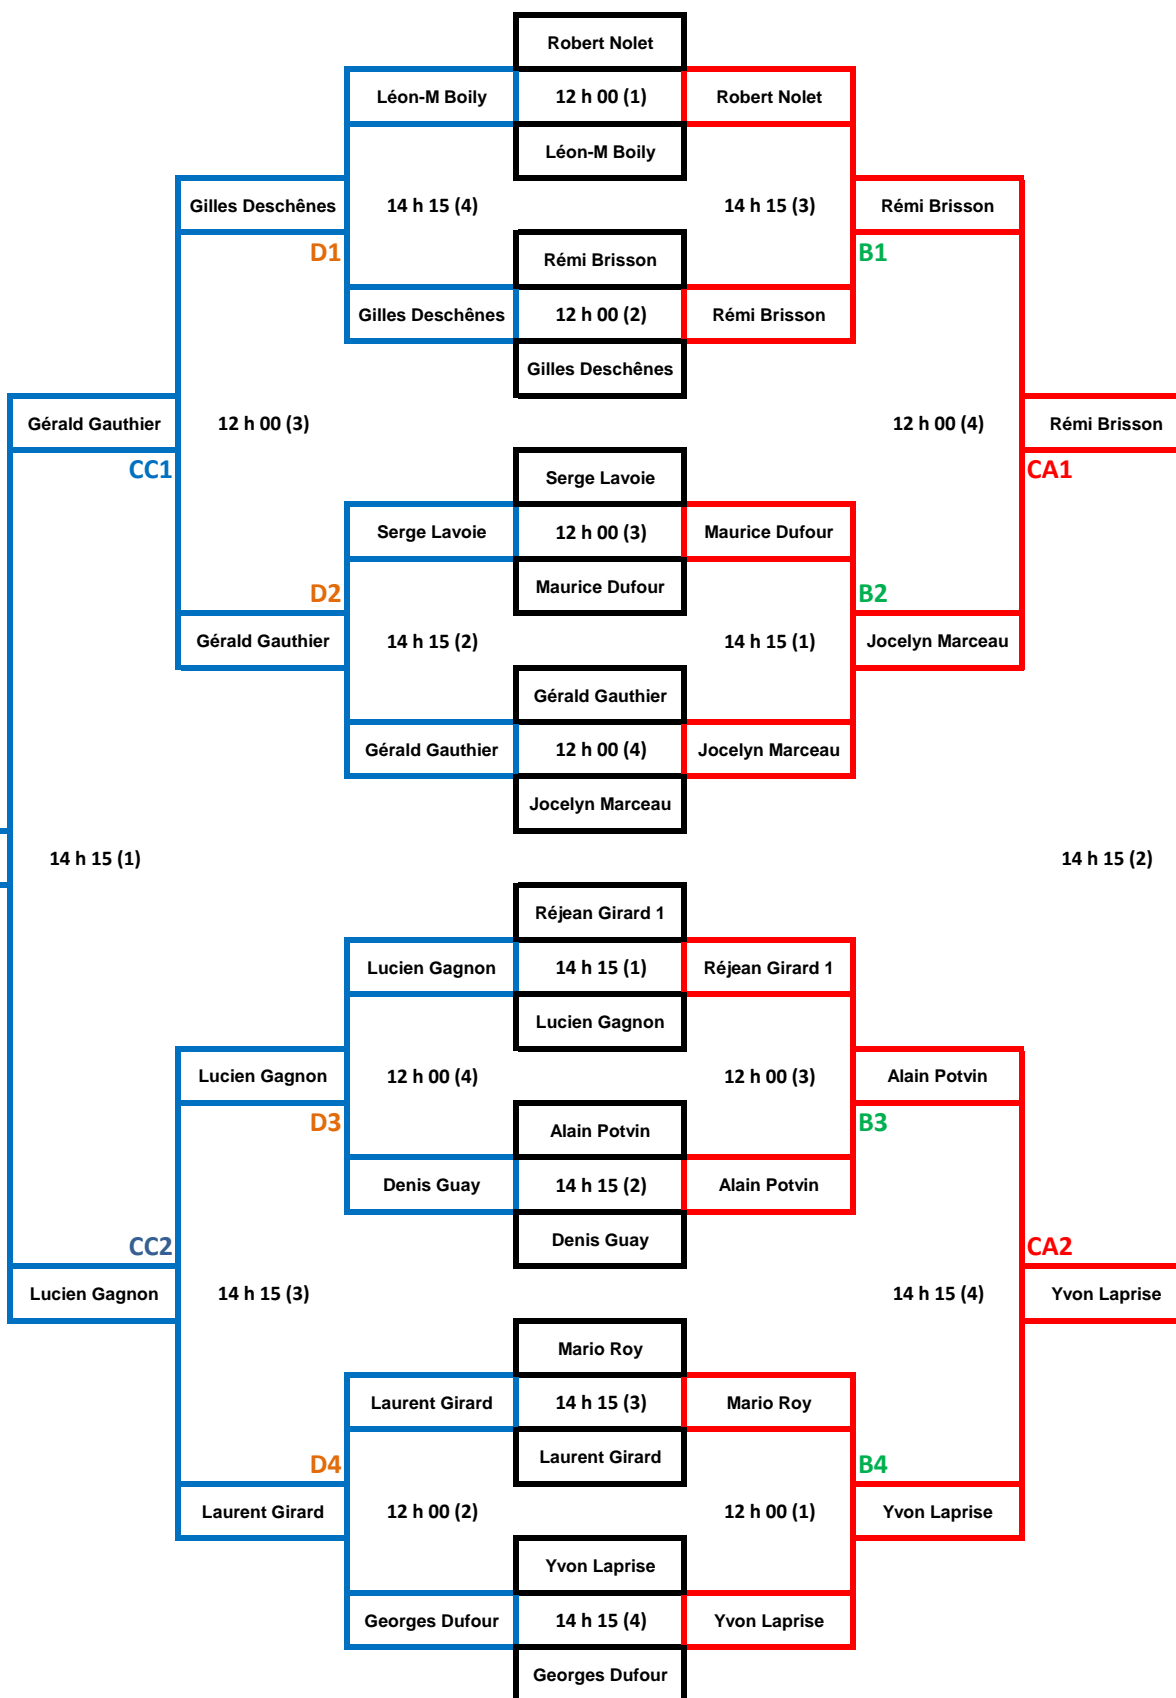 Robert Nolet
Léon-M Boily
12 h 00 (1)
Robert Nolet
Léon-M Boily
Gilles Deschênes
14 h 15 (4)
14 h 15 (3)
Rémi Brisson
D1
Rémi Brisson
B1
Gilles Deschênes
12 h 00 (2)
Rémi Brisson
Gilles Deschênes
Gérald Gauthier
12 h 00 (3)
12 h 00 (4)
Rémi Brisson
CC1
Serge Lavoie
CA1
Serge Lavoie
12 h 00 (3)
Maurice Dufour
D2
Maurice Dufour
B2
Gérald Gauthier
14 h 15 (2)
14 h 15 (1)
Jocelyn Marceau
Gérald Gauthier
Gérald Gauthier
12 h 00 (4)
Jocelyn Marceau
Jocelyn Marceau
14 h 15 (1)
14 h 15 (2)
Réjean Girard 1
Lucien Gagnon
14 h 15 (1)
Réjean Girard 1
Lucien Gagnon
Lucien Gagnon
12 h 00 (4)
12 h 00 (3)
Alain Potvin
D3
Alain Potvin
B3
Denis Guay
14 h 15 (2)
Alain Potvin
CC2
Denis Guay
CA2
Lucien Gagnon
14 h 15 (3)
14 h 15 (4)
Yvon Laprise
Mario Roy
Laurent Girard
14 h 15 (3)
Mario Roy
D4
Laurent Girard
B4
Laurent Girard
12 h 00 (2)
12 h 00 (1)
Yvon Laprise
Yvon Laprise
Georges Dufour
14 h 15 (4)
Yvon Laprise
Georges Dufour